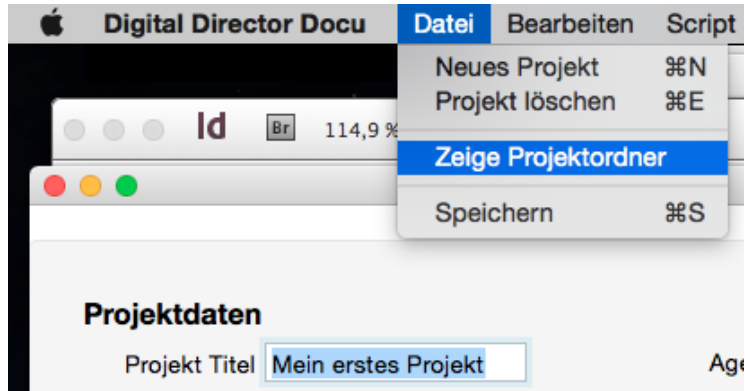 Digital Director Docu Datei Bearbeiten Script
Neues Projekt ⌘N
Projekt löschen ⌘E
Id Br 114,9 %
Zeige Projektordner
Speichern ⌘S
Projektdaten
Projekt Titel Mein erstes Projekt